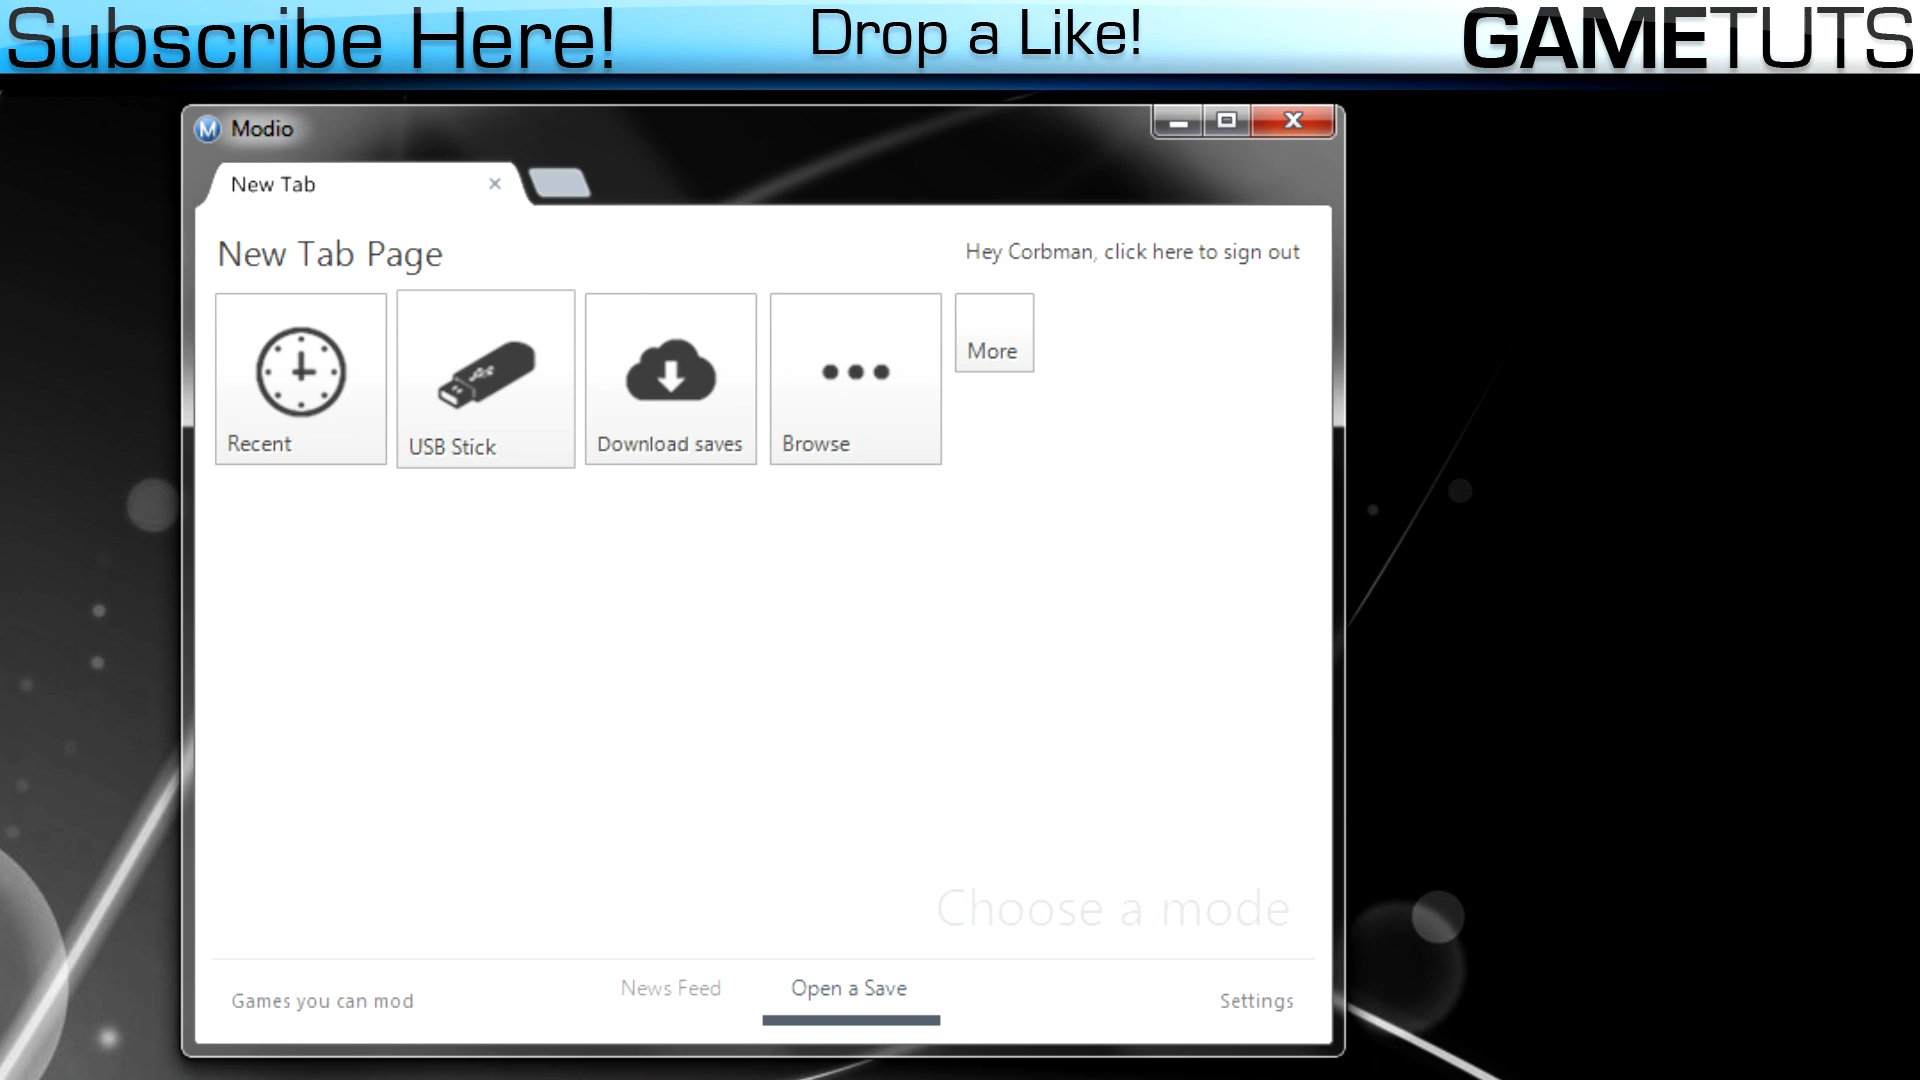 Subscribe Here!
Drop a Like!
GAMETUTS
M Modio
New Tab
New Tab Page
Hey Corbman, click here to sign out
Recent
USB Stick
Download saves
Browse
More
Choose a mode
Games you can mod
News Feed
Open a Save
Settings